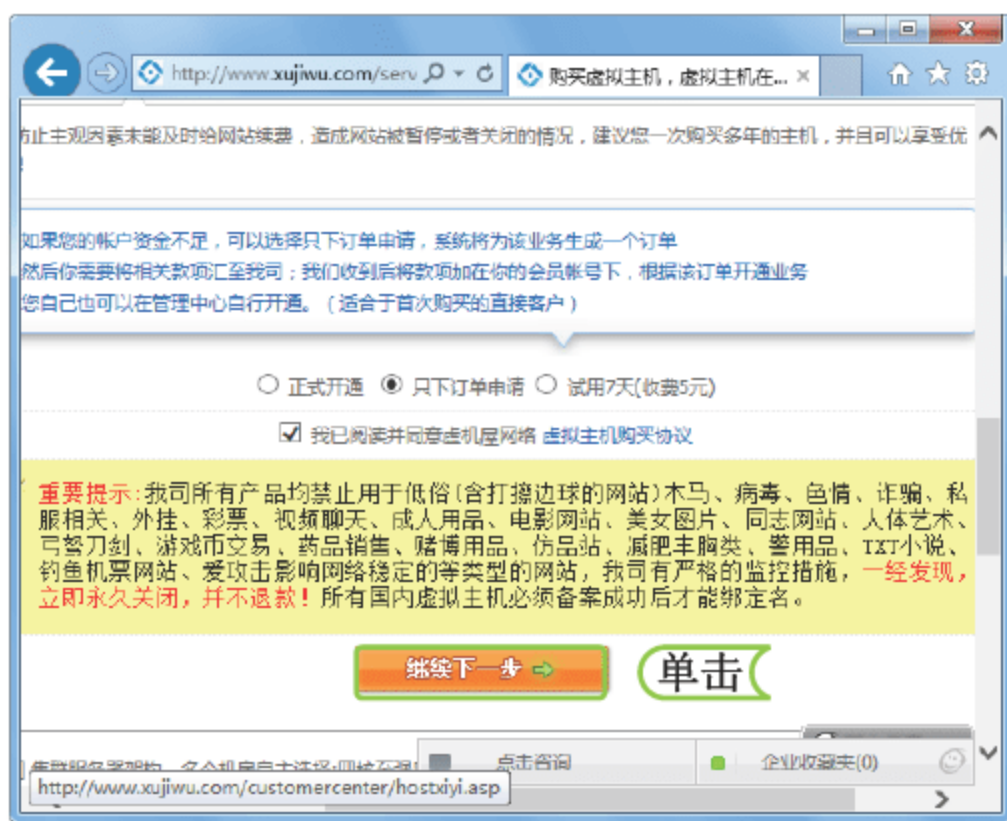 http://www.xujiwu.com/serv
购买虚拟主机，虚拟主机在...
防止主观因素未能及时给网站续费，造成网站被暂停或者关闭的情况，建议您一次购买多年的主机，并且可以享受优
如果您的帐户资金不足，可以选择只下订单申请，系统将为该业务生成一个订单
然后你需要将相关款项汇至我司；我们收到后将款项加在你的会员帐号下，根据该订单开通业务
您自己也可以在管理中心自行开通。（适合于首次购买的直接客户）
正式开通 只下订单申请 试用7天(收费5元)
我已阅读并同意虚机屋网络 虚拟主机购买协议
重要提示:我司所有产品均禁止用于低俗(含打擦边球的网站)木马、病毒、色情、诈骗、私
服相关、外挂、彩票、视频聊天、成人用品、电影网站、美女图片、同志网站、人体艺术、
弓弩刀剑、游戏币交易、药品销售、赌博用品、仿品站、减肥丰胸类、警用品、TXT小说、
钓鱼机票网站、爱攻击影响网络稳定的等类型的网站，我司有严格的监控措施，一经发现，
立即永久关闭，并不退款！所有国内虚拟主机必须备案成功后才能绑定名。
继续下一步
单击
集群服务器架构，多个机房自主选择:
点击咨询
企业收藏夹(0)
http://www.xujiwu.com/customercenter/hostxiyi.asp